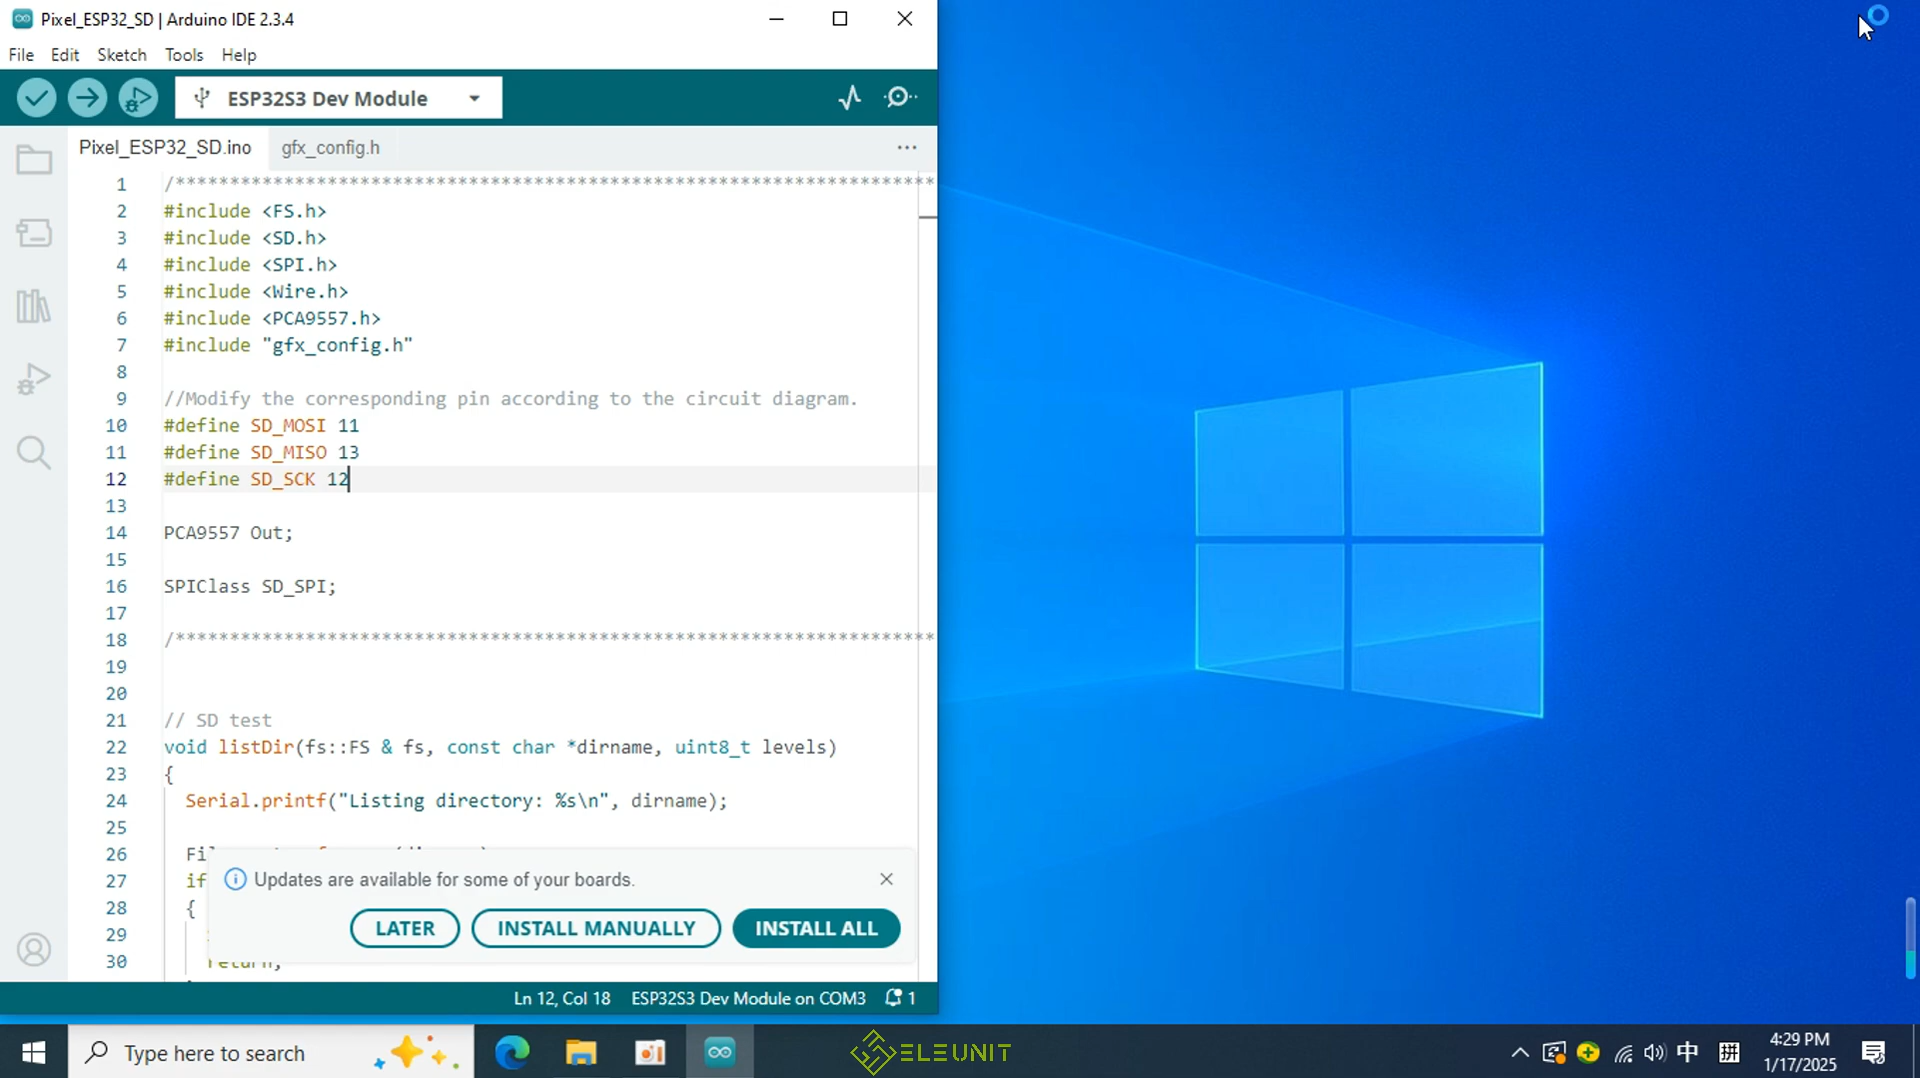 Pixel_ESP32_SD | Arduino IDE 2.3.4
File Edit Sketch Tools Help
ESP32S3 Dev Module
Pixel_ESP32_SD.ino gfx_config.h
1 /**********************************************************************
2 #include <FS.h>
3 #include <SD.h>
4 #include <SPI.h>
5 #include <Wire.h>
6 #include <PCA9557.h>
7 #include "gfx_config.h"
8
9 //Modify the corresponding pin according to the circuit diagram.
10 #define SD_MOSI 11
11 #define SD_MISO 13
12 #define SD_SCK 12
13
14 PCA9557 Out;
15
16 SPIClass SD_SPI;
17
18 /**********************************************************************
19
20
21 // SD test
22 void listDir(fs::FS & fs, const char *dirname, uint8_t levels)
23 {
24 Serial.printf("Listing directory: %s\n", dirname);
25
26 Fil
27 if
28 {
29
30 return;
Updates are available for some of your boards.
LATER INSTALL MANUALLY INSTALL ALL
Ln 12, Col 18 ESP32S3 Dev Module on COM3 1
Type here to search
ELEUNIT
中 拼
4:29 PM
1/17/2025